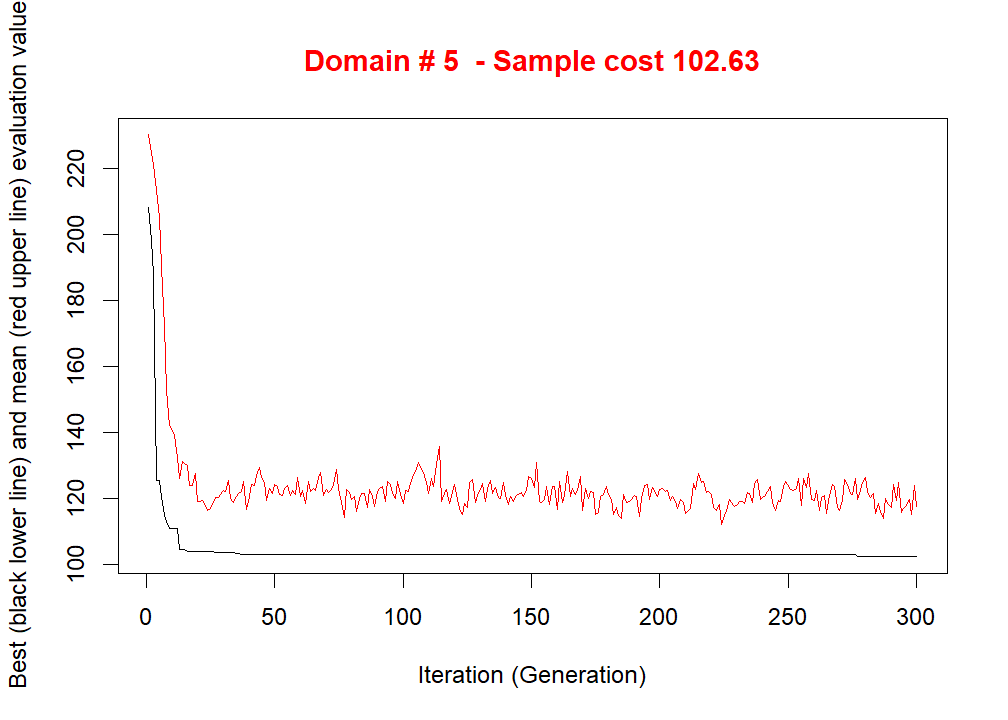 Domain # 5  - Sample cost 102.63
Best (black lower line) and mean (red upper line) evaluation value
220
200
180
160
140
120
100
0 50 100 150 200 250 300
Iteration (Generation)